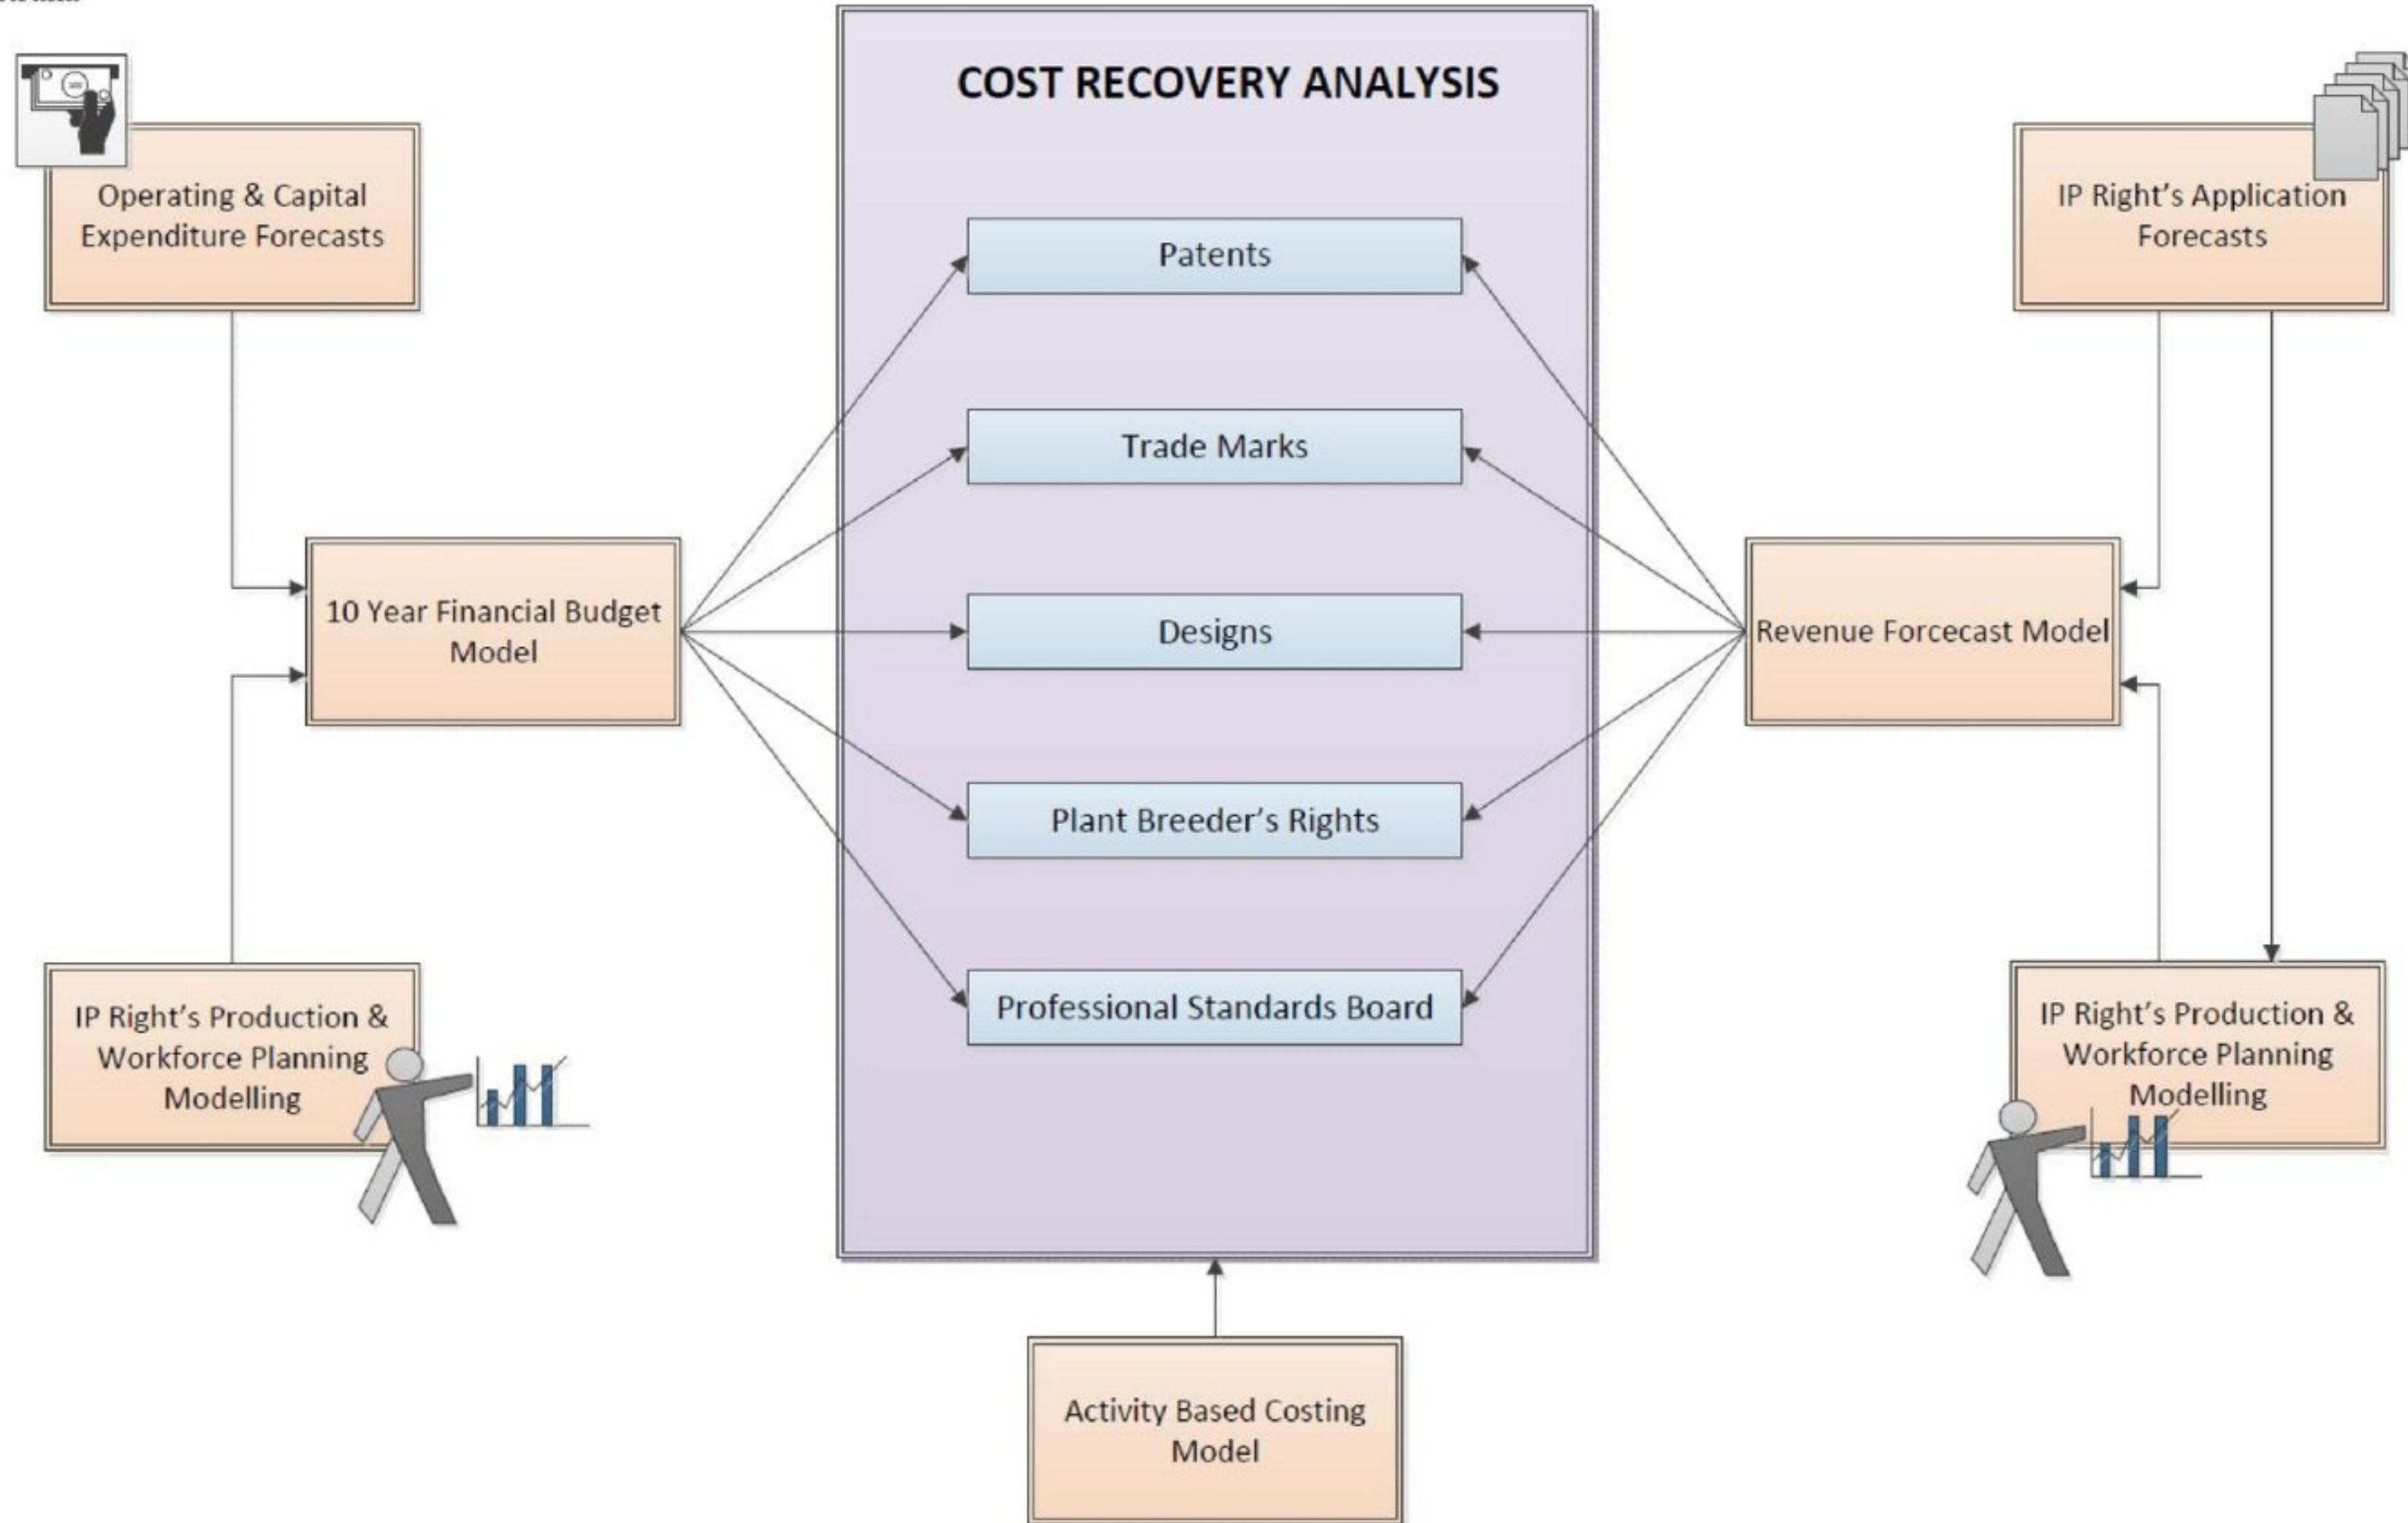 COST RECOVERY ANALYSIS
Operating & Capital
Expenditure Forecasts
IP Right's Application
Forecasts
Patents
Trade Marks
10 Year Financial Budget
Model
Designs
Revenue Forcecast Model
Plant Breeder's Rights
Professional Standards Board
IP Right's Production &
Workforce Planning
Modelling
IP Right's Production &
Workforce Planning
Modelling
Activity Based Costing
Model